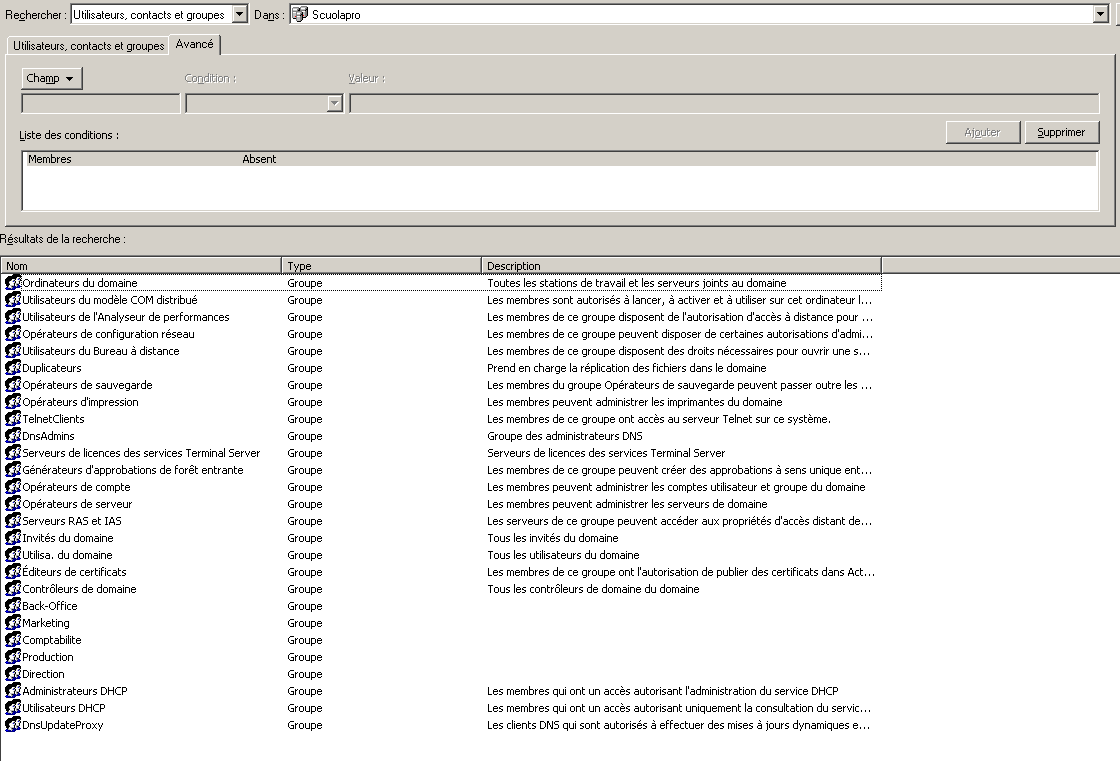 Rechercher : Utilisateurs, contacts et groupes Dans : Scuolapro
Utilisateurs, contacts et groupes Avancé
Champ Condition : Valeur :
Liste des conditions : Ajouter Supprimer
Membres Absent
Résultats de la recherche :
Nom Type Description
Ordinateurs du domaine Groupe Toutes les stations de travail et les serveurs joints au domaine
Utilisateurs du modèle COM distribué Groupe Les membres sont autorisés à lancer, à activer et à utiliser sur cet ordinateur l...
Utilisateurs de l'Analyseur de performances Groupe Les membres de ce groupe disposent de l'autorisation d'accès à distance pour ...
Opérateurs de configuration réseau Groupe Les membres de ce groupe peuvent disposer de certaines autorisations d'admi...
Utilisateurs du Bureau à distance Groupe Les membres de ce groupe disposent des droits nécessaires pour ouvrir une s...
Duplicateurs Groupe Prend en charge la réplication des fichiers dans le domaine
Opérateurs de sauvegarde Groupe Les membres du groupe Opérateurs de sauvegarde peuvent passer outre les ...
Opérateurs d'impression Groupe Les membres peuvent administrer les imprimantes du domaine
TelnetClients Groupe Les membres de ce groupe ont accès au serveur Telnet sur ce système.
DnsAdmins Groupe Groupe des administrateurs DNS
Serveurs de licences des services Terminal Server Groupe Serveurs de licences des services Terminal Server
Générateurs d'approbations de forêt entrante Groupe Les membres de ce groupe peuvent créer des approbations à sens unique ent...
Opérateurs de compte Groupe Les membres peuvent administrer les comptes utilisateur et groupe du domaine
Opérateurs de serveur Groupe Les membres peuvent administrer les serveurs de domaine
Serveurs RAS et IAS Groupe Les serveurs de ce groupe peuvent accéder aux propriétés d'accès distant de...
Invités du domaine Groupe Tous les invités du domaine
Utilisa. du domaine Groupe Tous les utilisateurs du domaine
Éditeurs de certificats Groupe Les membres de ce groupe ont l'autorisation de publier des certificats dans Act...
Contrôleurs de domaine Groupe Tous les contrôleurs de domaine du domaine
Back-Office Groupe
Marketing Groupe
Comptabilite Groupe
Production Groupe
Direction Groupe
Administrateurs DHCP Groupe Les membres qui ont un accès autorisant l'administration du service DHCP
Utilisateurs DHCP Groupe Les membres qui ont un accès autorisant uniquement la consultation du servic...
DnsUpdateProxy Groupe Les clients DNS qui sont autorisés à effectuer des mises à jours dynamiques e...